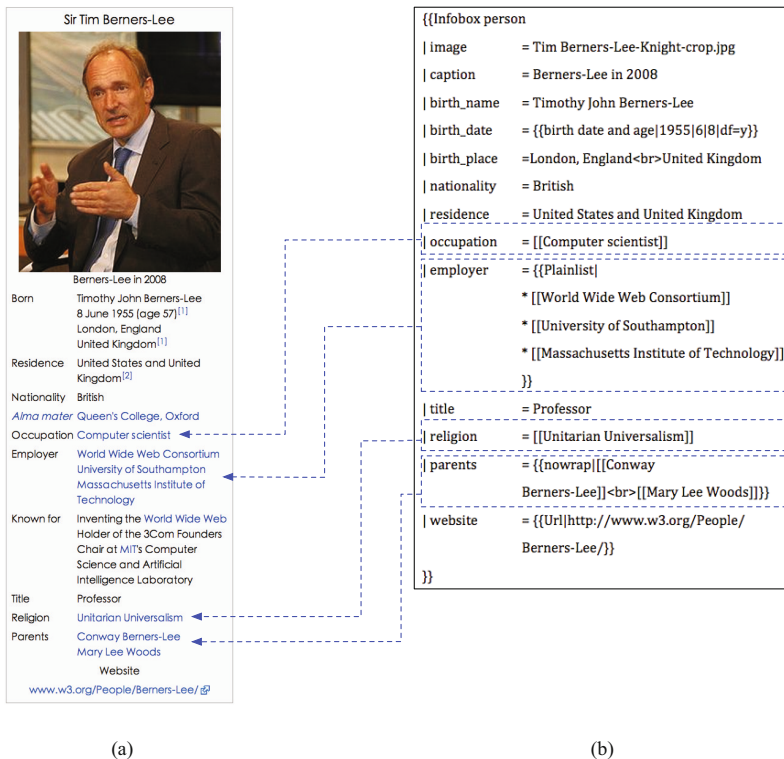 Sir Tim Berners-Lee
Berners-Lee in 2008
Born Timothy John Berners-Lee
8 June 1955 (age 57)[1]
London, England
United Kingdom[1]
Residence United States and United
Kingdom[2]
Nationality British
Alma mater Queen's College, Oxford
Occupation Computer scientist
Employer World Wide Web Consortium
University of Southampton
Massachusetts Institute of
Technology
Known for Inventing the World Wide Web
Holder of the 3Com Founders
Chair at MIT's Computer
Science and Artificial
Intelligence Laboratory
Title Professor
Religion Unitarian Universalism
Parents Conway Berners-Lee
Mary Lee Woods
Website
www.w3.org/People/Berners-Lee/
(a)
{{Infobox person
| image = Tim Berners-Lee-Knight-crop.jpg
| caption = Berners-Lee in 2008
| birth_name = Timothy John Berners-Lee
| birth_date = {{birth date and age|1955|6|8|df=y}}
| birth_place =London, England<br>United Kingdom
| nationality = British
| residence = United States and United Kingdom
| occupation = [[Computer scientist]]
| employer = {{Plainlist|
* [[World Wide Web Consortium]]
* [[University of Southampton]]
* [[Massachusetts Institute of Technology]]
}}
| title = Professor
| religion = [[Unitarian Universalism]]
| parents = {{nowrap|[[Conway
Berners-Lee]]<br>[[Mary Lee Woods]]}}
| website = {{Url|http://www.w3.org/People/
Berners-Lee/}}
}}
(b)